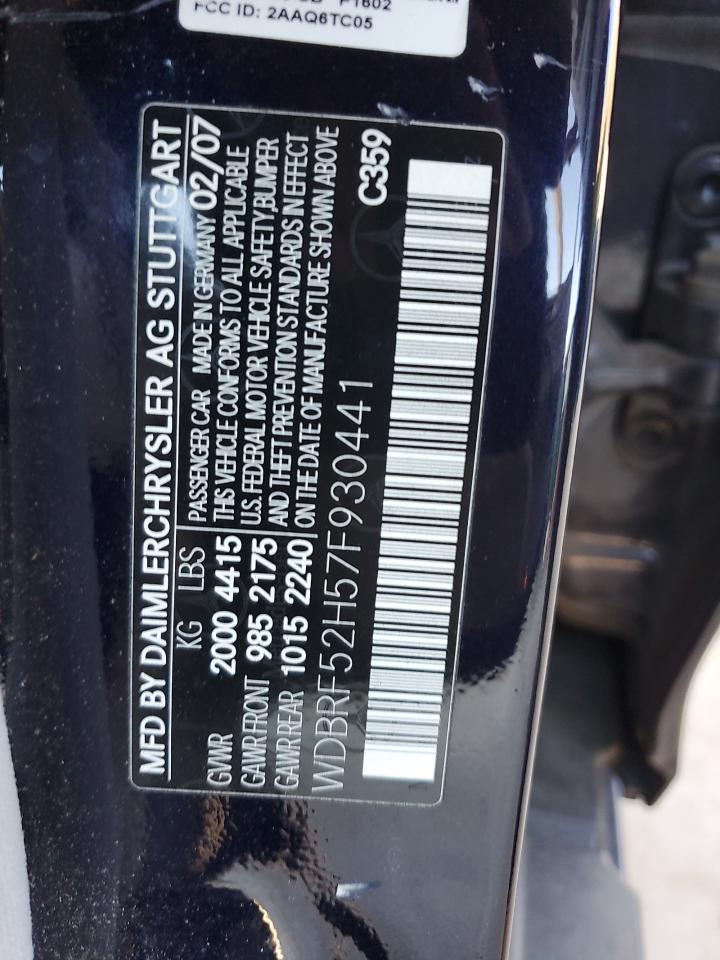 P1602
FCC ID: 2AAQ6TC05
MFD BY DAIMLERCHRYSLER AG STUTTGART
KG LBS PASSENGER CAR MADE IN GERMANY 02/07
GVWR 2000 4415 THIS VEHICLE CONFORMS TO ALL APPLICABLE
GAWR FRONT 985 2175 U.S. FEDERAL MOTOR VEHICLE SAFETY,BUMPER
GAWR REAR 1015 2240 AND THEFT PREVENTION STANDARDS IN EFFECT
ON THE DATE OF MANUFACTURE SHOWN ABOVE
WDBRF52H57F930441 C359